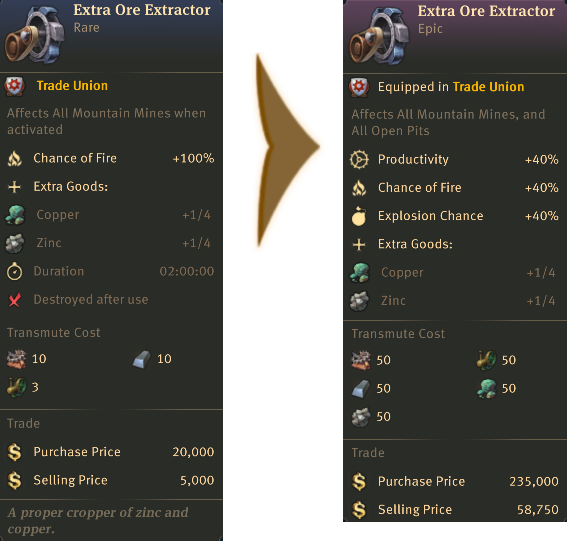 Extra Ore Extractor
Rare
Trade Union
Affects All Mountain Mines when
activated
Chance of Fire +100%
Extra Goods:
Copper +1/4
Zinc +1/4
Duration 02:00:00
Destroyed after use
Transmute Cost
10 10
3
Trade
Purchase Price 20,000
Selling Price 5,000
A proper cropper of zinc and
copper.
Extra Ore Extractor
Epic
Equipped in Trade Union
Affects All Mountain Mines, and
All Open Pits
Productivity +40%
Chance of Fire +40%
Explosion Chance +40%
Extra Goods:
Copper +1/4
Zinc +1/4
Transmute Cost
50 50
50 50
50
Trade
Purchase Price 235,000
Selling Price 58,750